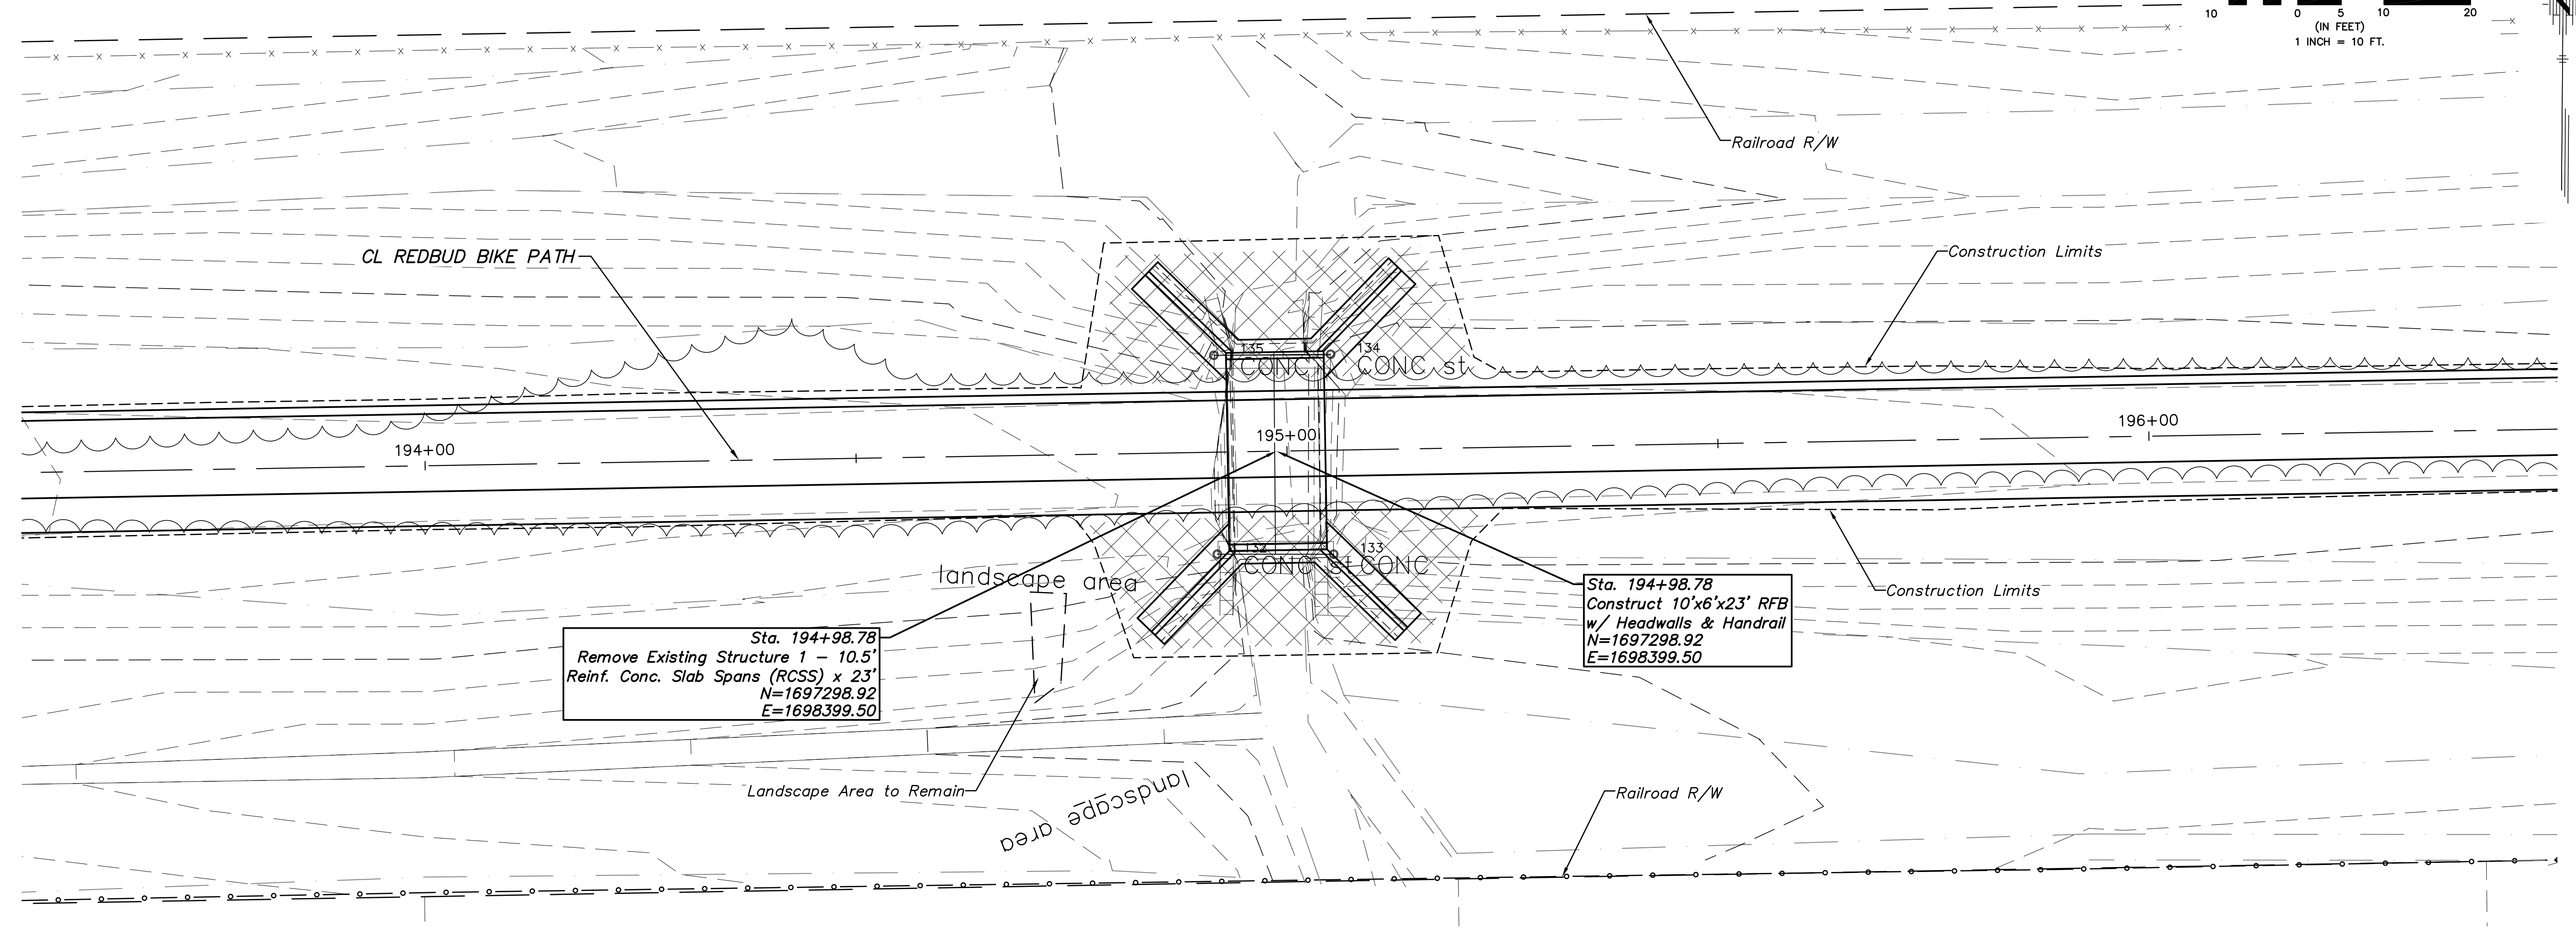 10 0 5 10 20
(IN FEET)
1 INCH = 10 FT.
Railroad R/W
CL REDBUD BIKE PATH
Construction Limits
135
CONC
134
CONC st
194+00
195+00
196+00
132
CONC st
133
CONC
landscape area
Sta. 194+98.78
Remove Existing Structure 1 - 10.5'
Reinf. Conc. Slab Spans (RCSS) x 23'
N=1697298.92
E=1698399.50
Sta. 194+98.78
Construct 10'x6'x23' RFB
w/ Headwalls & Handrail
N=1697298.92
E=1698399.50
Construction Limits
Landscape Area to Remain
landscape area
Railroad R/W